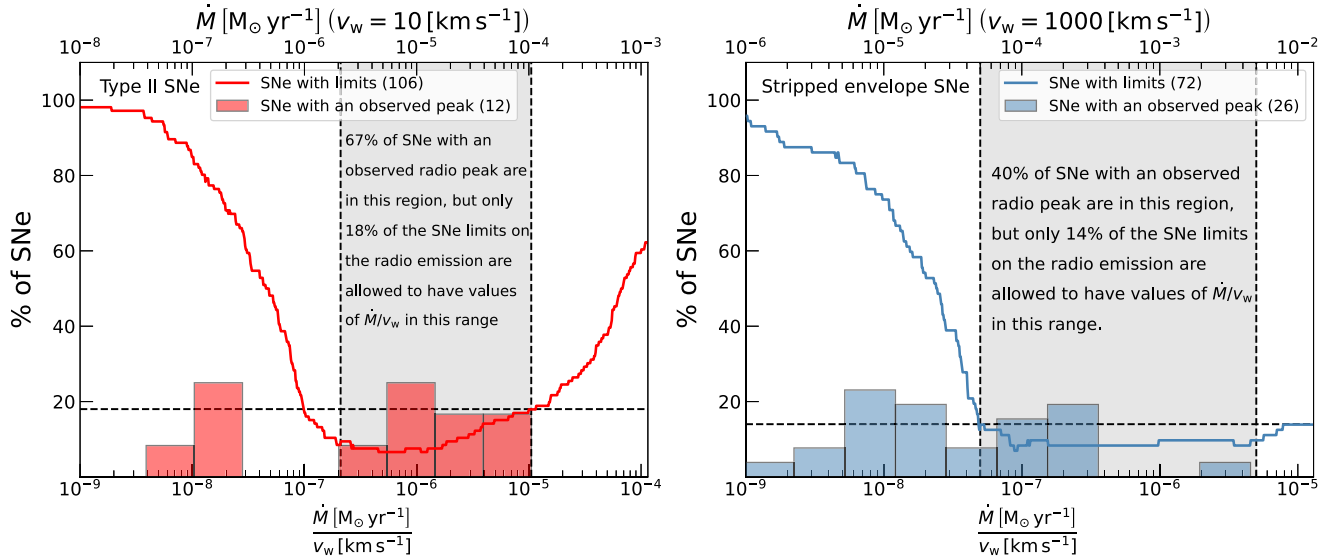 Ṁ [M⊙ yr⁻¹] (v_w = 10 [km s⁻¹])
10⁻⁸ 10⁻⁷ 10⁻⁶ 10⁻⁵ 10⁻⁴ 10⁻³
Type II SNe
SNe with limits (106)
SNe with an observed peak (12)
67% of SNe with an
observed radio peak are
in this region, but only
18% of the SNe limits on
the radio emission are
allowed to have values
of Ṁ/v_w in this range
% of SNe
100
80
60
40
20
10⁻⁹ 10⁻⁸ 10⁻⁷ 10⁻⁶ 10⁻⁵ 10⁻⁴
Ṁ [M⊙ yr⁻¹]
v_w [km s⁻¹]
Ṁ [M⊙ yr⁻¹] (v_w = 1000 [km s⁻¹])
10⁻⁶ 10⁻⁵ 10⁻⁴ 10⁻³ 10⁻²
Stripped envelope SNe
SNe with limits (72)
SNe with an observed peak (26)
40% of SNe with an observed
radio peak are in this region,
but only 14% of the SNe limits
on the radio emission are
allowed to have values of Ṁ/v_w
in this range.
% of SNe
100
80
60
40
20
10⁻⁹ 10⁻⁸ 10⁻⁷ 10⁻⁶ 10⁻⁵
Ṁ [M⊙ yr⁻¹]
v_w [km s⁻¹]